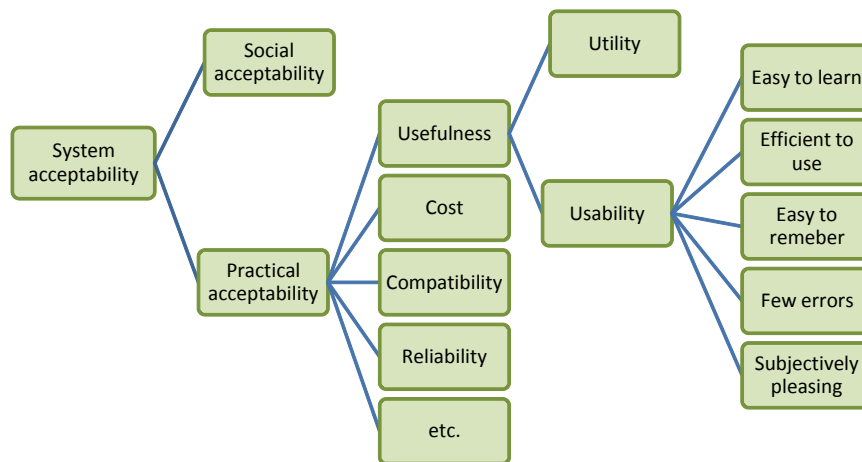 System
acceptability
Social
acceptability
Practical
acceptability
Usefulness
Cost
Compatibility
Reliability
etc.
Utility
Usability
Easy to learn
Efficient to
use
Easy to
remeber
Few errors
Subjectively
pleasing